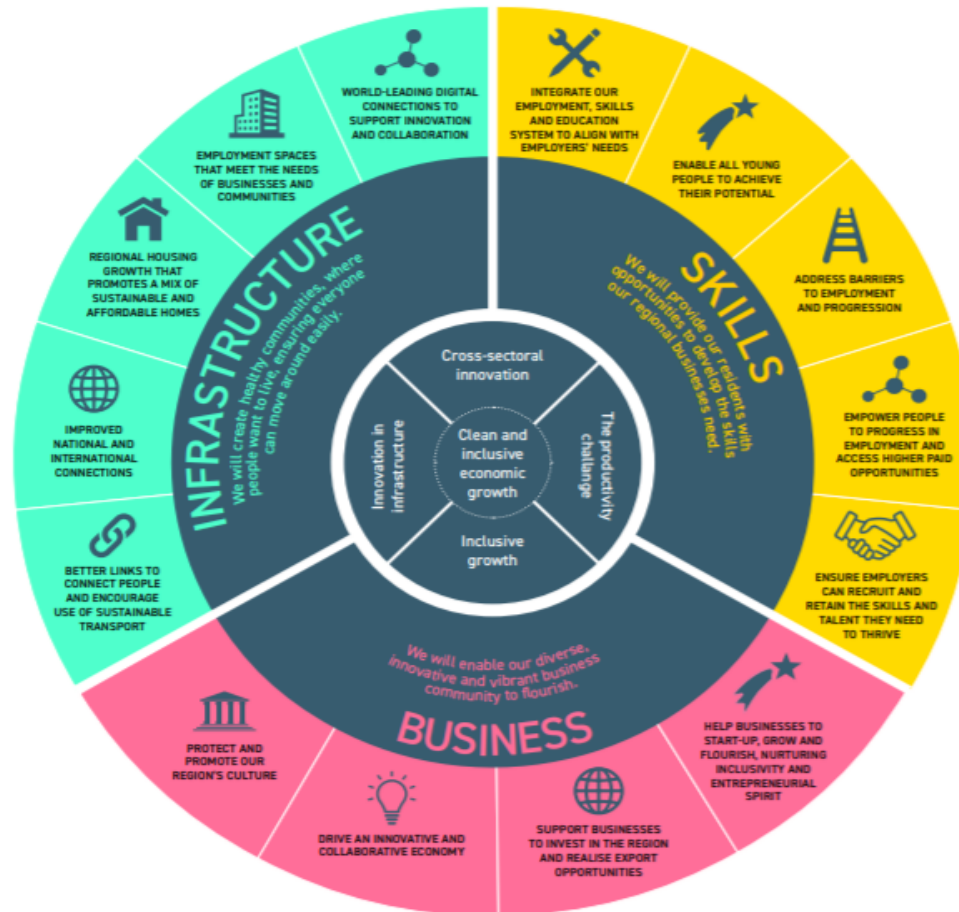 WORLD-LEADING DIGITAL
CONNECTIONS TO
SUPPORT INNOVATION
AND COLLABORATION
EMPLOYMENT SPACES
THAT MEET THE NEEDS
OF BUSINESSES AND
COMMUNITIES
REGIONAL HOUSING
GROWTH THAT
PROMOTES A MIX OF
SUSTAINABLE AND
AFFORDABLE HOMES
IMPROVED
NATIONAL AND
INTERNATIONAL
CONNECTIONS
BETTER LINKS TO
CONNECT PEOPLE
AND ENCOURAGE
USE OF SUSTAINABLE
TRANSPORT
INFRASTRUCTURE
We will create healthy communities, where
people want to live, ensuring everyone
can move around easily.
INTEGRATE OUR
EMPLOYMENT, SKILLS
AND EDUCATION
SYSTEM TO ALIGN WITH
EMPLOYERS' NEEDS
ENABLE ALL YOUNG
PEOPLE TO ACHIEVE
THEIR POTENTIAL
ADDRESS BARRIERS
TO EMPLOYMENT
AND PROGRESSION
EMPOWER PEOPLE
TO PROGRESS IN
EMPLOYMENT AND
ACCESS HIGHER PAID
OPPORTUNITIES
ENSURE EMPLOYERS
CAN RECRUIT AND
RETAIN THE SKILLS AND
TALENT THEY NEED
TO THRIVE
SKILLS
We will provide our residents with
opportunities to develop the skills
our regional businesses need.
Cross-sectoral
innovation
Innovation in
infrastructure
Clean and
inclusive
economic
growth
The productivity
challange
Inclusive
growth
We will enable our diverse,
innovative and vibrant business
community to flourish.
BUSINESS
PROTECT AND
PROMOTE OUR
REGION'S CULTURE
DRIVE AN INNOVATIVE AND
COLLABORATIVE ECONOMY
SUPPORT BUSINESSES
TO INVEST IN THE REGION
AND REALISE EXPORT
OPPORTUNITIES
HELP BUSINESSES TO
START-UP, GROW AND
FLOURISH, NURTURING
INCLUSIVITY AND
ENTREPRENEURIAL
SPIRIT